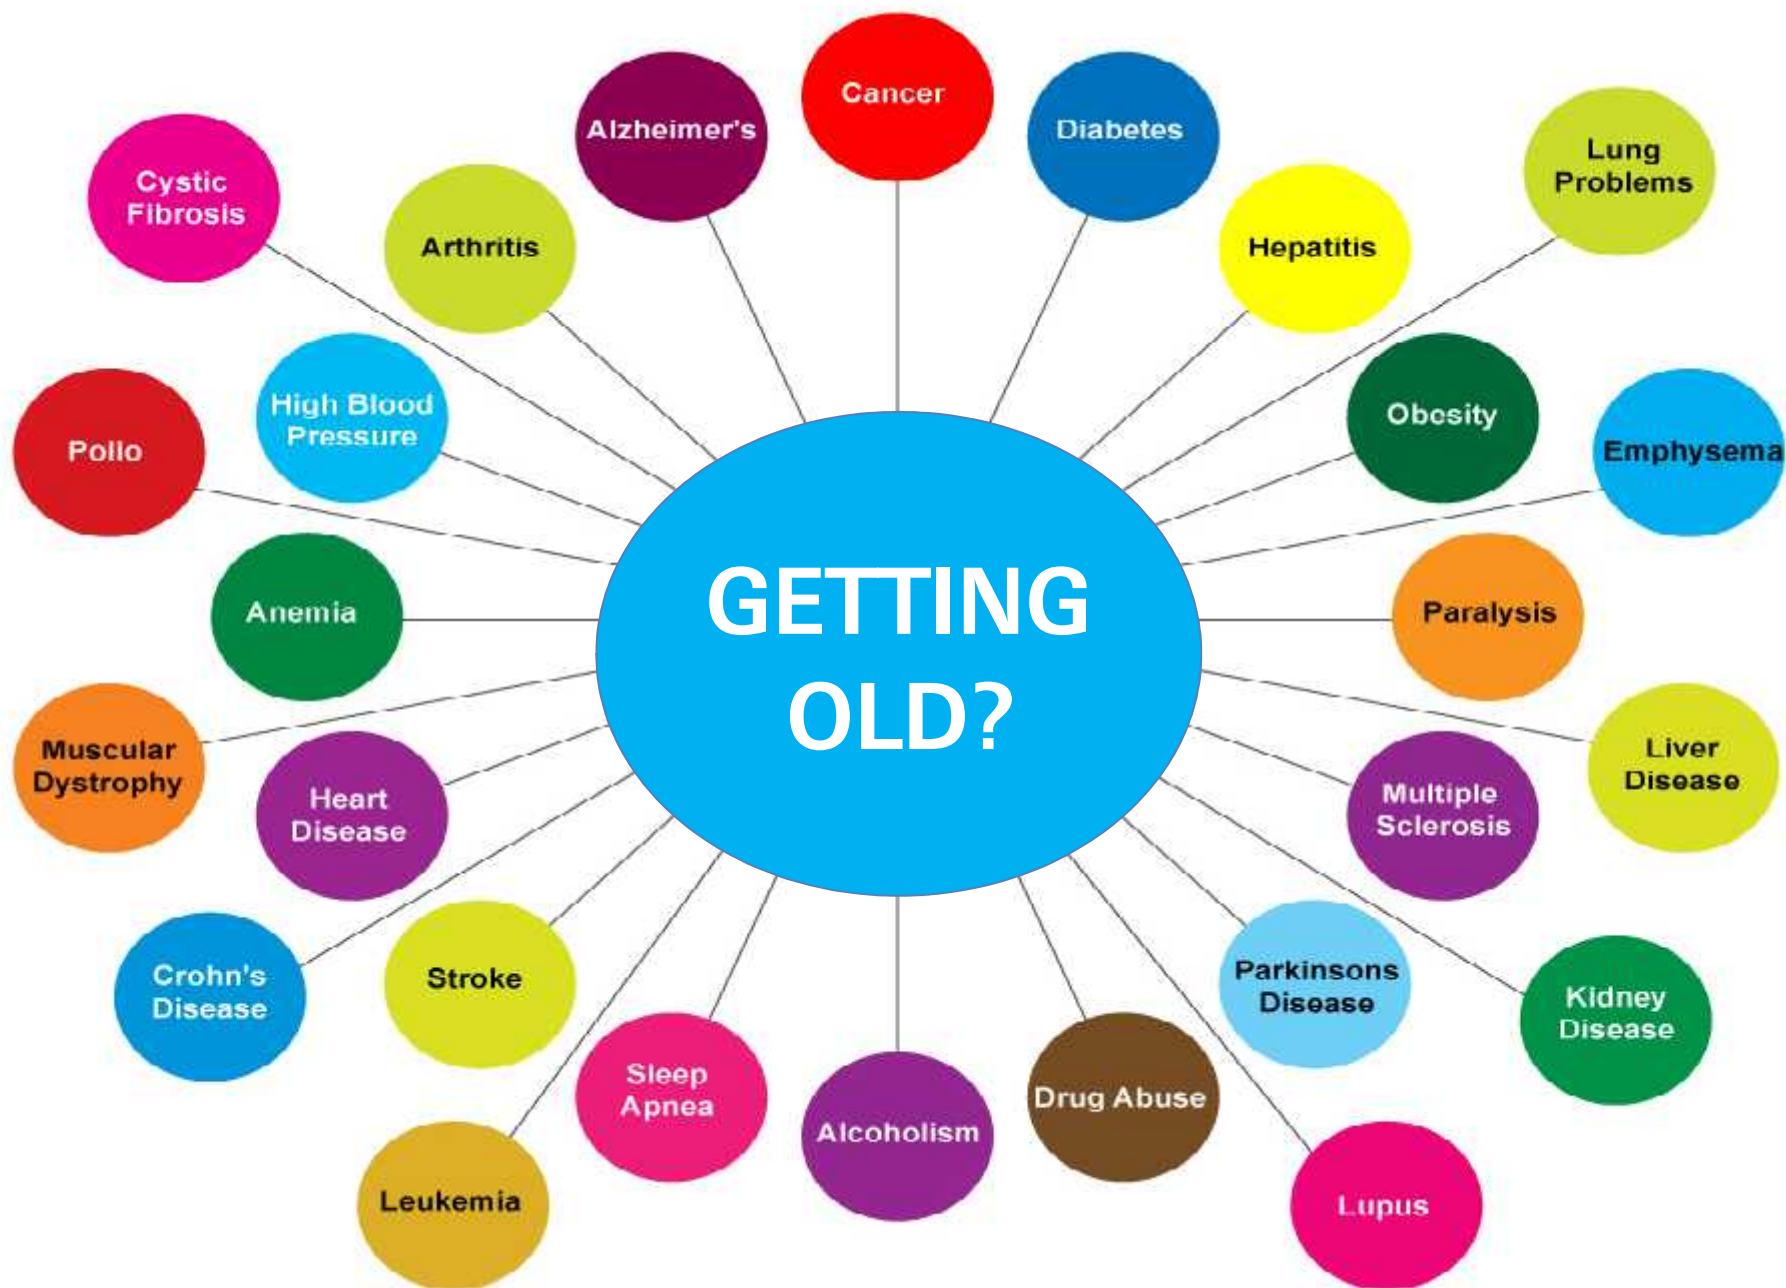 Cancer
Alzheimer's
Diabetes
Lung
Problems
Cystic
Fibrosis
Arthritis
Hepatitis
High Blood
Pressure
Obesity
Pollo
Emphysema
GETTING
OLD?
Anemia
Paralysis
Muscular
Dystrophy
Heart
Disease
Multiple
Sclerosis
Liver
Disease
Crohn's
Disease
Stroke
Parkinsons
Disease
Kidney
Disease
Sleep
Apnea
Alcoholism
Drug Abuse
Leukemia
Lupus